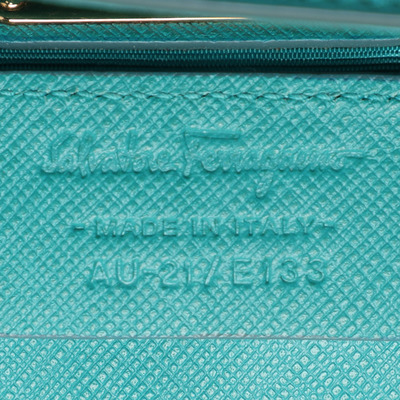 Salvatore Ferragamo
- MADE IN ITALY -
AU-21/E133